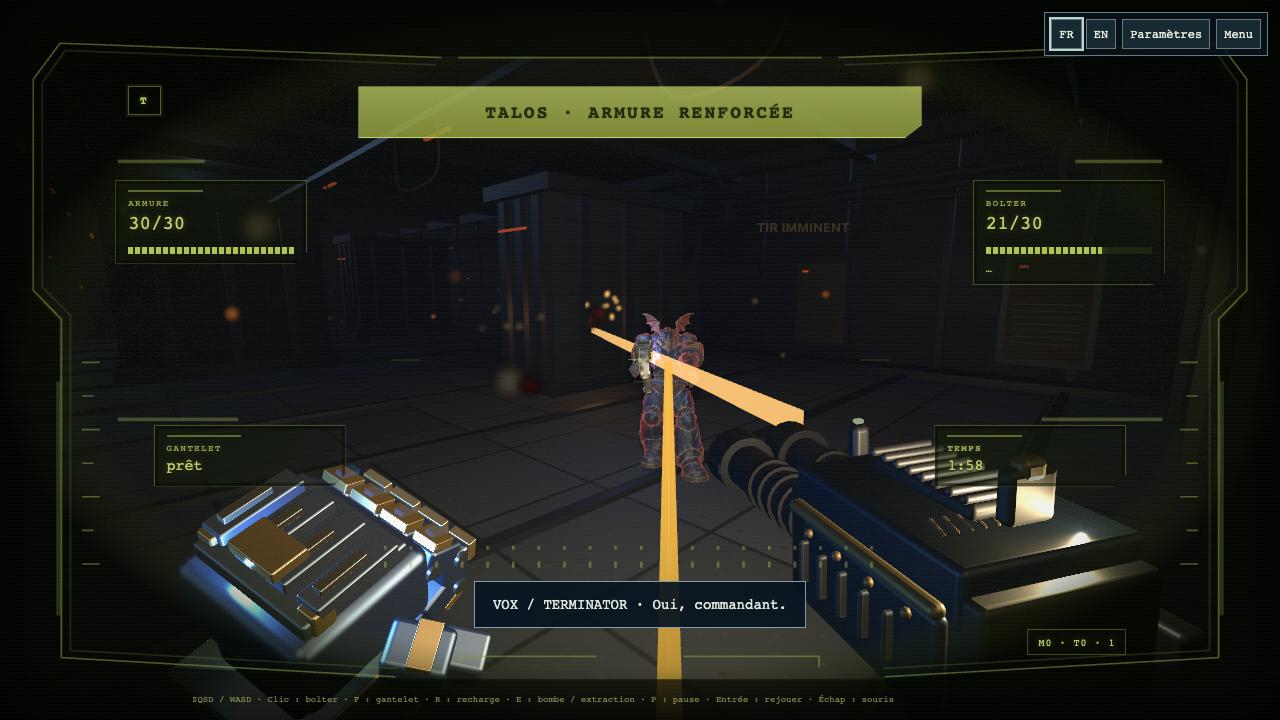 FR EN Paramètres Menu
T
TALOS · ARMURE RENFORCÉE
ARMURE
30/30
BOLTER
21/30
…
TIR IMMINENT
GANTELET
prêt
TEMPS
1:58
VOX / TERMINATOR · Oui, commandant.
M0 · T0 · 1
ZQSD / WASD · Clic : bolter · F : gantelet · R : recharge · E : bombe / extraction · P : pause · Entrée : rejouer · Échap : souris